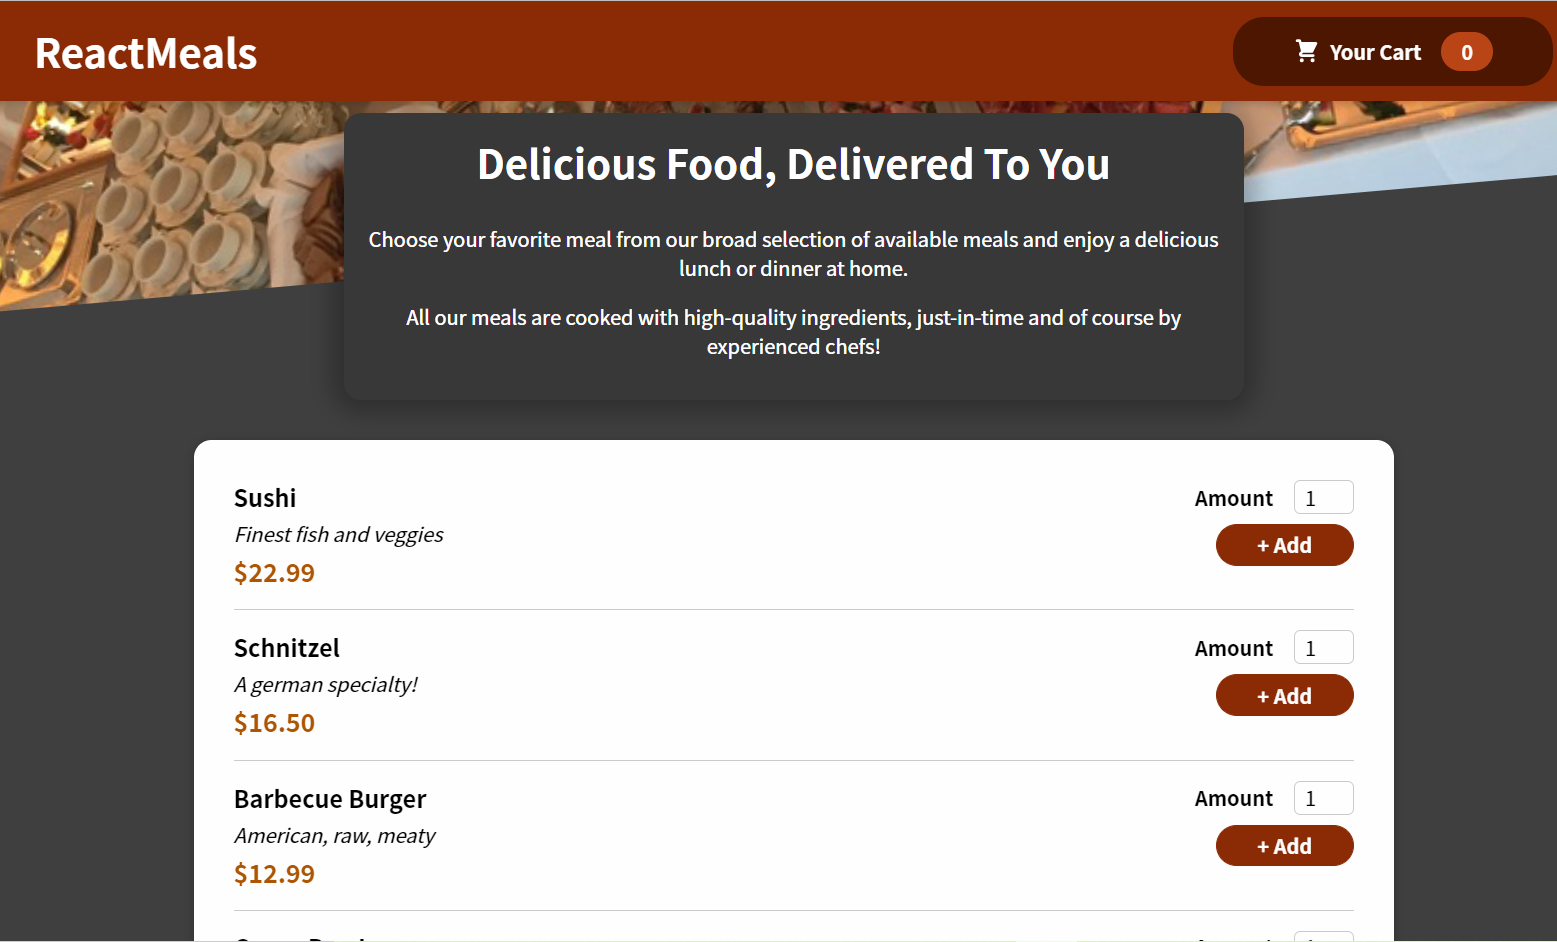 ReactMeals
Your Cart 0
Delicious Food, Delivered To You
Choose your favorite meal from our broad selection of available meals and enjoy a delicious
lunch or dinner at home.
All our meals are cooked with high-quality ingredients, just-in-time and of course by
experienced chefs!
Sushi
Amount 1
Finest fish and veggies
+ Add
$22.99
Schnitzel
Amount 1
A german specialty!
+ Add
$16.50
Barbecue Burger
Amount 1
American, raw, meaty
+ Add
$12.99